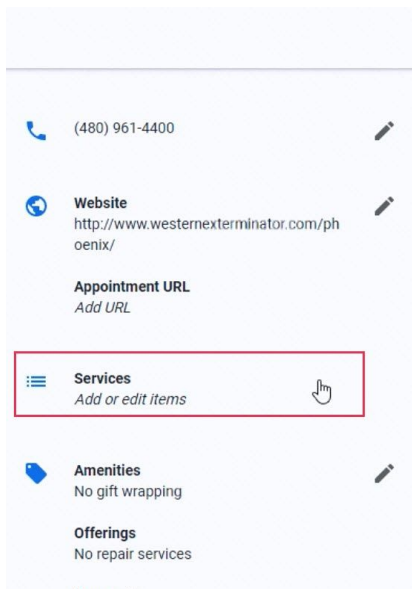 (480) 961-4400
Website
http://www.westernexterminator.com/ph
oenix/
Appointment URL
Add URL
Services
Add or edit items
Amenities
No gift wrapping
Offerings
No repair services